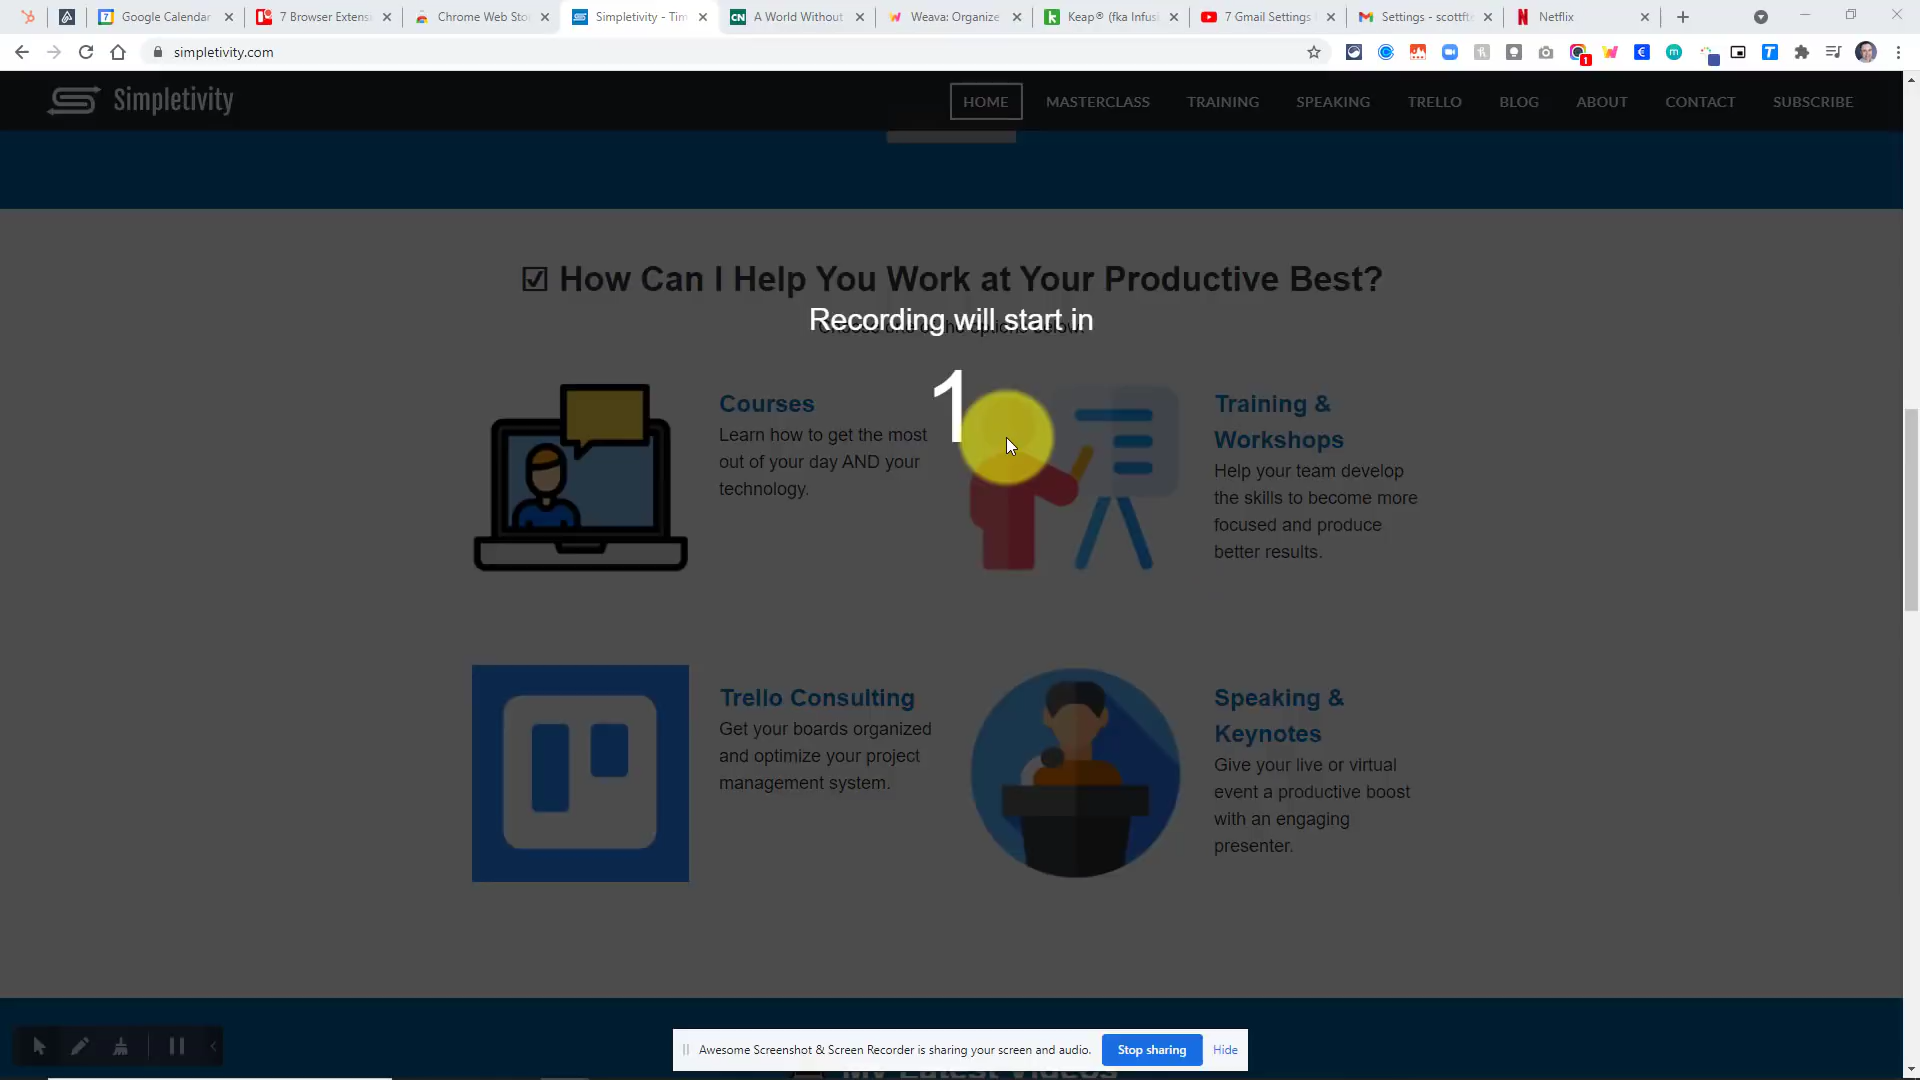 Google Calendar
7 Browser Extens
Chrome Web Sto
Simpletivity - Tim
A World Without
Weava: Organize
Keap® (fka Infus
7 Gmail Settings
Settings - scottft
Netflix
simpletivity.com
1
Simpletivity
HOME
MASTERCLASS
TRAINING
SPEAKING
TRELLO
BLOG
ABOUT
CONTACT
SUBSCRIBE
How Can I Help You Work at Your Productive Best?
Recording will start in
1
Courses
Learn how to get the most
out of your day AND your
technology.
Training &
Workshops
Help your team develop
the skills to become more
focused and produce
better results.
Trello Consulting
Get your boards organized
and optimize your project
management system.
Speaking &
Keynotes
Give your live or virtual
event a productive boost
with an engaging
presenter.
Awesome Screenshot & Screen Recorder is sharing your screen and audio.
Stop sharing
Hide
My Latest Videos